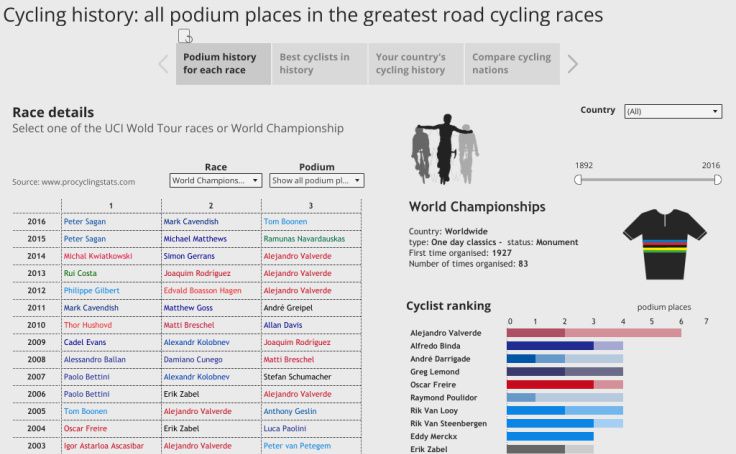 Cycling history: all podium places in the greatest road cycling races
Podium history for each race
Best cyclists in history
Your country's cycling history
Compare cycling nations
Race details
Select one of the UCI Wold Tour races or World Championship
Country (All)
Source: www.procyclingstats.com
Race
World Champions...
Podium
Show all podium pl...
1892 2016
1 2 3
2016 Peter Sagan Mark Cavendish Tom Boonen
2015 Peter Sagan Michael Matthews Ramunas Navardauskas
2014 Michal Kwiatkowski Simon Gerrans Alejandro Valverde
2013 Rui Costa Joaquim Rodríguez Alejandro Valverde
2012 Philippe Gilbert Edvald Boasson Hagen Alejandro Valverde
2011 Mark Cavendish Matthew Goss André Greipel
2010 Thor Hushovd Matti Breschel Allan Davis
2009 Cadel Evans Alexandr Kolobnev Joaquim Rodríguez
2008 Alessandro Ballan Damiano Cunego Matti Breschel
2007 Paolo Bettini Alexandr Kolobnev Stefan Schumacher
2006 Paolo Bettini Erik Zabel Alejandro Valverde
2005 Tom Boonen Alejandro Valverde Anthony Geslin
2004 Oscar Freire Erik Zabel Luca Paolini
2003 Igor Astarloa Ascasibar Alejandro Valverde Peter van Petegem
World Championships
Country: Worldwide
type: One day classics - status: Monument
First time organised: 1927
Number of times organised: 83
Cyclist ranking
podium places
0 1 2 3 4 5 6 7
Alejandro Valverde
Alfredo Binda
André Darrigade
Greg Lemond
Oscar Freire
Raymond Poulidor
Rik Van Looy
Rik Van Steenbergen
Eddy Merckx
Erik Zabel